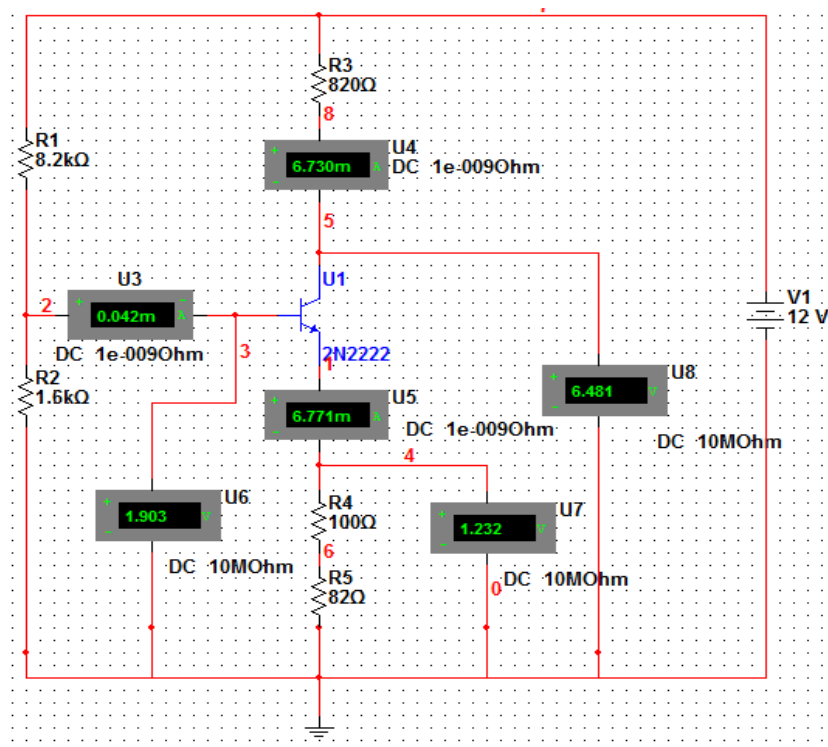 R3
820Ω
8
R1
8.2kΩ
+
6.730m A
-
U4
DC 1e-009Ohm
5
U3
U1
V1
12 V
2
+
-
0.042m A
DC 1e-009Ohm
3
2N2222
1
R2
1.6kΩ
+
6.771m A
-
U5
DC 1e-009Ohm
+
6.481 V
-
U8
DC 10MOhm
4
+
1.903 V
-
U6
DC 10MOhm
R4
100Ω
6
R5
82Ω
+
1.232 V
-
U7
DC 10MOhm
0